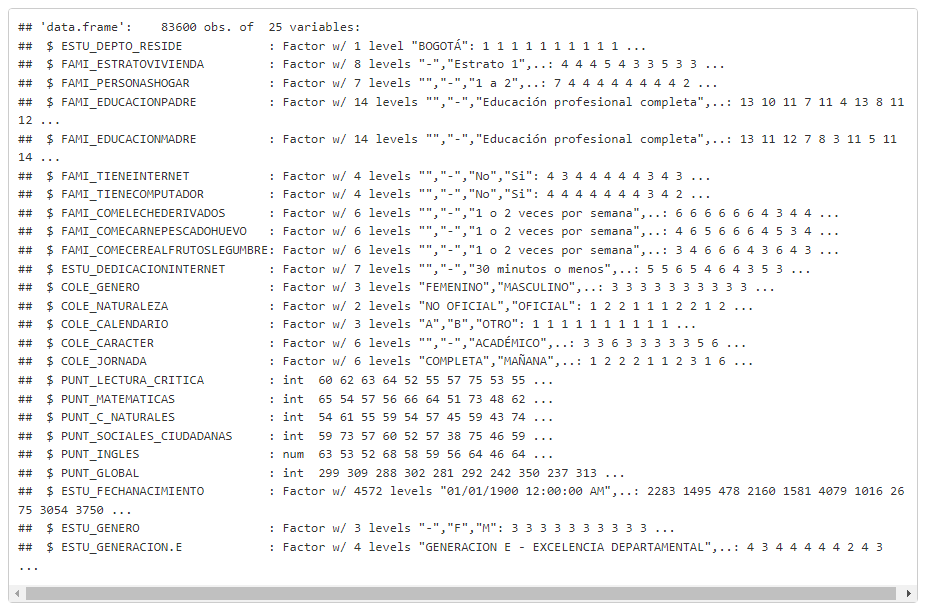 ## 'data.frame':    83600 obs. of  25 variables:
##  $ ESTU_DEPTO_RESIDE            : Factor w/ 1 level "BOGOTÁ": 1 1 1 1 1 1 1 1 1 1 ...
##  $ FAMI_ESTRATOVIVIENDA         : Factor w/ 8 levels "-","Estrato 1",..: 4 4 4 5 4 3 3 5 3 3 ...
##  $ FAMI_PERSONASHOGAR           : Factor w/ 7 levels "","-","1 a 2",..: 7 4 4 4 4 4 4 4 4 2 ...
##  $ FAMI_EDUCACIONPADRE          : Factor w/ 14 levels "","-","Educación profesional completa",..: 13 10 11 7 11 4 13 8 11
12 ...
##  $ FAMI_EDUCACIONMADRE          : Factor w/ 14 levels "","-","Educación profesional completa",..: 13 11 12 7 8 3 11 5 11
14 ...
##  $ FAMI_TIENEINTERNET           : Factor w/ 4 levels "","-","No","Si": 4 3 4 4 4 4 4 3 4 3 ...
##  $ FAMI_TIENECOMPUTADOR         : Factor w/ 4 levels "","-","No","Si": 4 4 4 4 4 4 4 3 4 2 ...
##  $ FAMI_COMELECHEDERIVADOS      : Factor w/ 6 levels "","-","1 o 2 veces por semana",..: 6 6 6 6 6 6 4 3 4 4 ...
##  $ FAMI_COMECARNEPESCADOHUEVO   : Factor w/ 6 levels "","-","1 o 2 veces por semana",..: 4 6 5 6 6 6 4 5 3 4 ...
##  $ FAMI_COMECEREALFRUTOSLEGUMBRE: Factor w/ 6 levels "","-","1 o 2 veces por semana",..: 3 4 6 6 6 4 3 6 4 3 ...
##  $ ESTU_DEDICACIONINTERNET      : Factor w/ 7 levels "","-","30 minutos o menos",..: 5 5 6 5 4 6 4 3 5 3 ...
##  $ COLE_GENERO                  : Factor w/ 3 levels "FEMENINO","MASCULINO",..: 3 3 3 3 3 3 3 3 3 3 ...
##  $ COLE_NATURALEZA              : Factor w/ 2 levels "NO OFICIAL","OFICIAL": 1 2 2 1 1 1 2 2 1 2 ...
##  $ COLE_CALENDARIO              : Factor w/ 3 levels "A","B","OTRO": 1 1 1 1 1 1 1 1 1 1 ...
##  $ COLE_CARACTER                : Factor w/ 6 levels "","-","ACADÉMICO",..: 3 3 6 3 3 3 3 3 5 6 ...
##  $ COLE_JORNADA                 : Factor w/ 6 levels "COMPLETA","MAÑANA",..: 1 2 2 2 1 1 2 3 1 6 ...
##  $ PUNT_LECTURA_CRITICA         : int  60 62 63 64 52 55 57 75 53 55 ...
##  $ PUNT_MATEMATICAS             : int  65 54 57 56 66 64 51 73 48 62 ...
##  $ PUNT_C_NATURALES             : int  54 61 55 59 54 57 45 59 43 74 ...
##  $ PUNT_SOCIALES_CIUDADANAS     : int  59 73 57 60 52 57 38 75 46 59 ...
##  $ PUNT_INGLES                  : num  63 53 52 68 58 59 56 64 46 64 ...
##  $ PUNT_GLOBAL                  : int  299 309 288 302 281 292 242 350 237 313 ...
##  $ ESTU_FECHANACIMIENTO         : Factor w/ 4572 levels "01/01/1900 12:00:00 AM",..: 2283 1495 478 2160 1581 4079 1016 26
75 3054 3750 ...
##  $ ESTU_GENERO                  : Factor w/ 3 levels "-","F","M": 3 3 3 3 3 3 3 3 3 3 ...
##  $ ESTU_GENERACION.E            : Factor w/ 4 levels "GENERACION E - EXCELENCIA DEPARTAMENTAL",..: 4 3 4 4 4 4 4 2 4 3
...